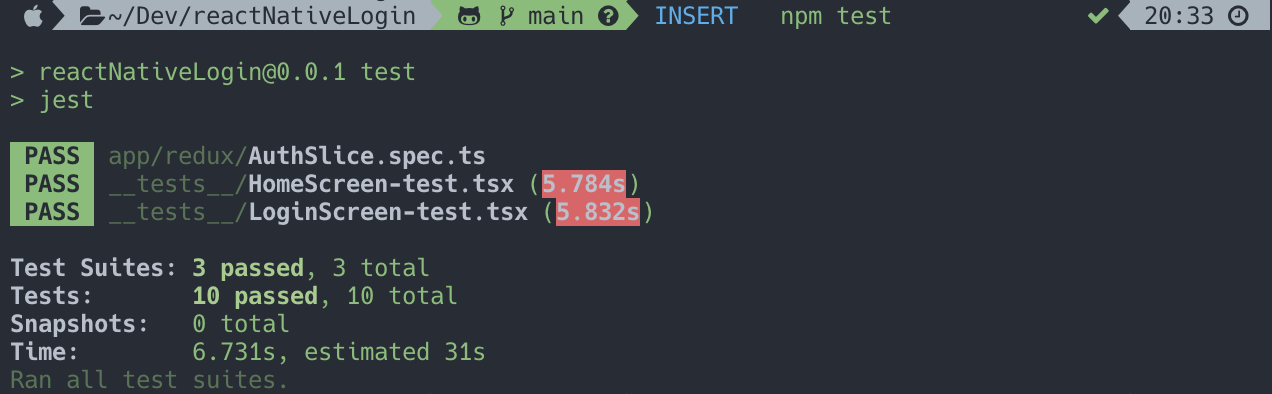 ~/Dev/reactNativeLogin main INSERT npm test 20:33
> reactNativeLogin@0.0.1 test
> jest
PASS app/redux/AuthSlice.spec.ts
PASS __tests__/HomeScreen-test.tsx (5.784s)
PASS __tests__/LoginScreen-test.tsx (5.832s)
Test Suites: 3 passed, 3 total
Tests: 10 passed, 10 total
Snapshots: 0 total
Time: 6.731s, estimated 31s
Ran all test suites.